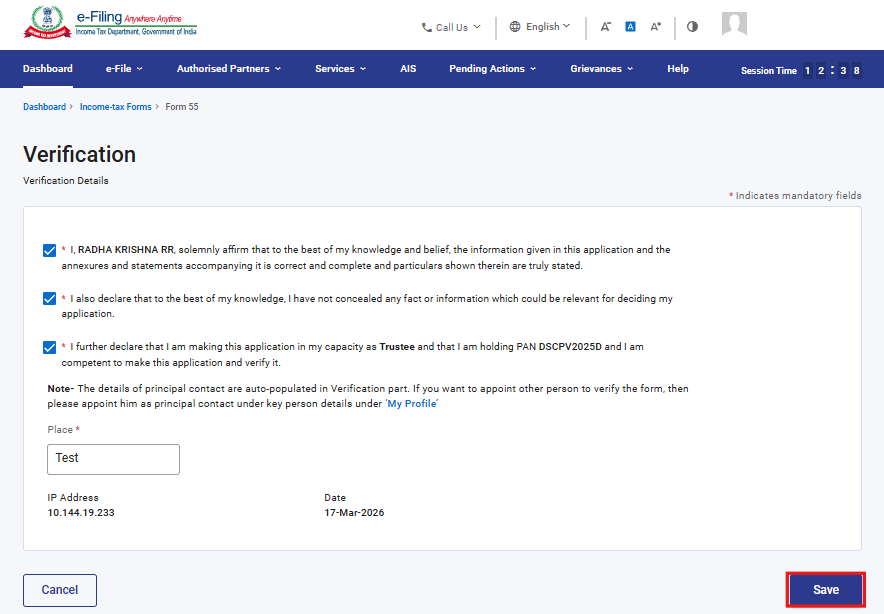 e-Filing Anywhere Anytime
Income Tax Department, Government of India
Call Us
English
A-
A
A+
Dashboard
e-File
Authorised Partners
Services
AIS
Pending Actions
Grievances
Help
Session Time 1 2 : 3 8
Dashboard > Income-tax Forms > Form 55
Verification
Verification Details
* Indicates mandatory fields
* I, RADHA KRISHNA RR, solemnly affirm that to the best of my knowledge and belief, the information given in this application and the
annexures and statements accompanying it is correct and complete and particulars shown therein are truly stated.
* I also declare that to the best of my knowledge, I have not concealed any fact or information which could be relevant for deciding my
application.
* I further declare that I am making this application in my capacity as Trustee and that I am holding PAN DSCPV2025D and I am
competent to make this application and verify it.
Note- The details of principal contact are auto-populated in Verification part. If you want to appoint other person to verify the form, then
please appoint him as principal contact under key person details under 'My Profile'
Place *
Test
IP Address
10.144.19.233
Date
17-Mar-2026
Cancel
Save